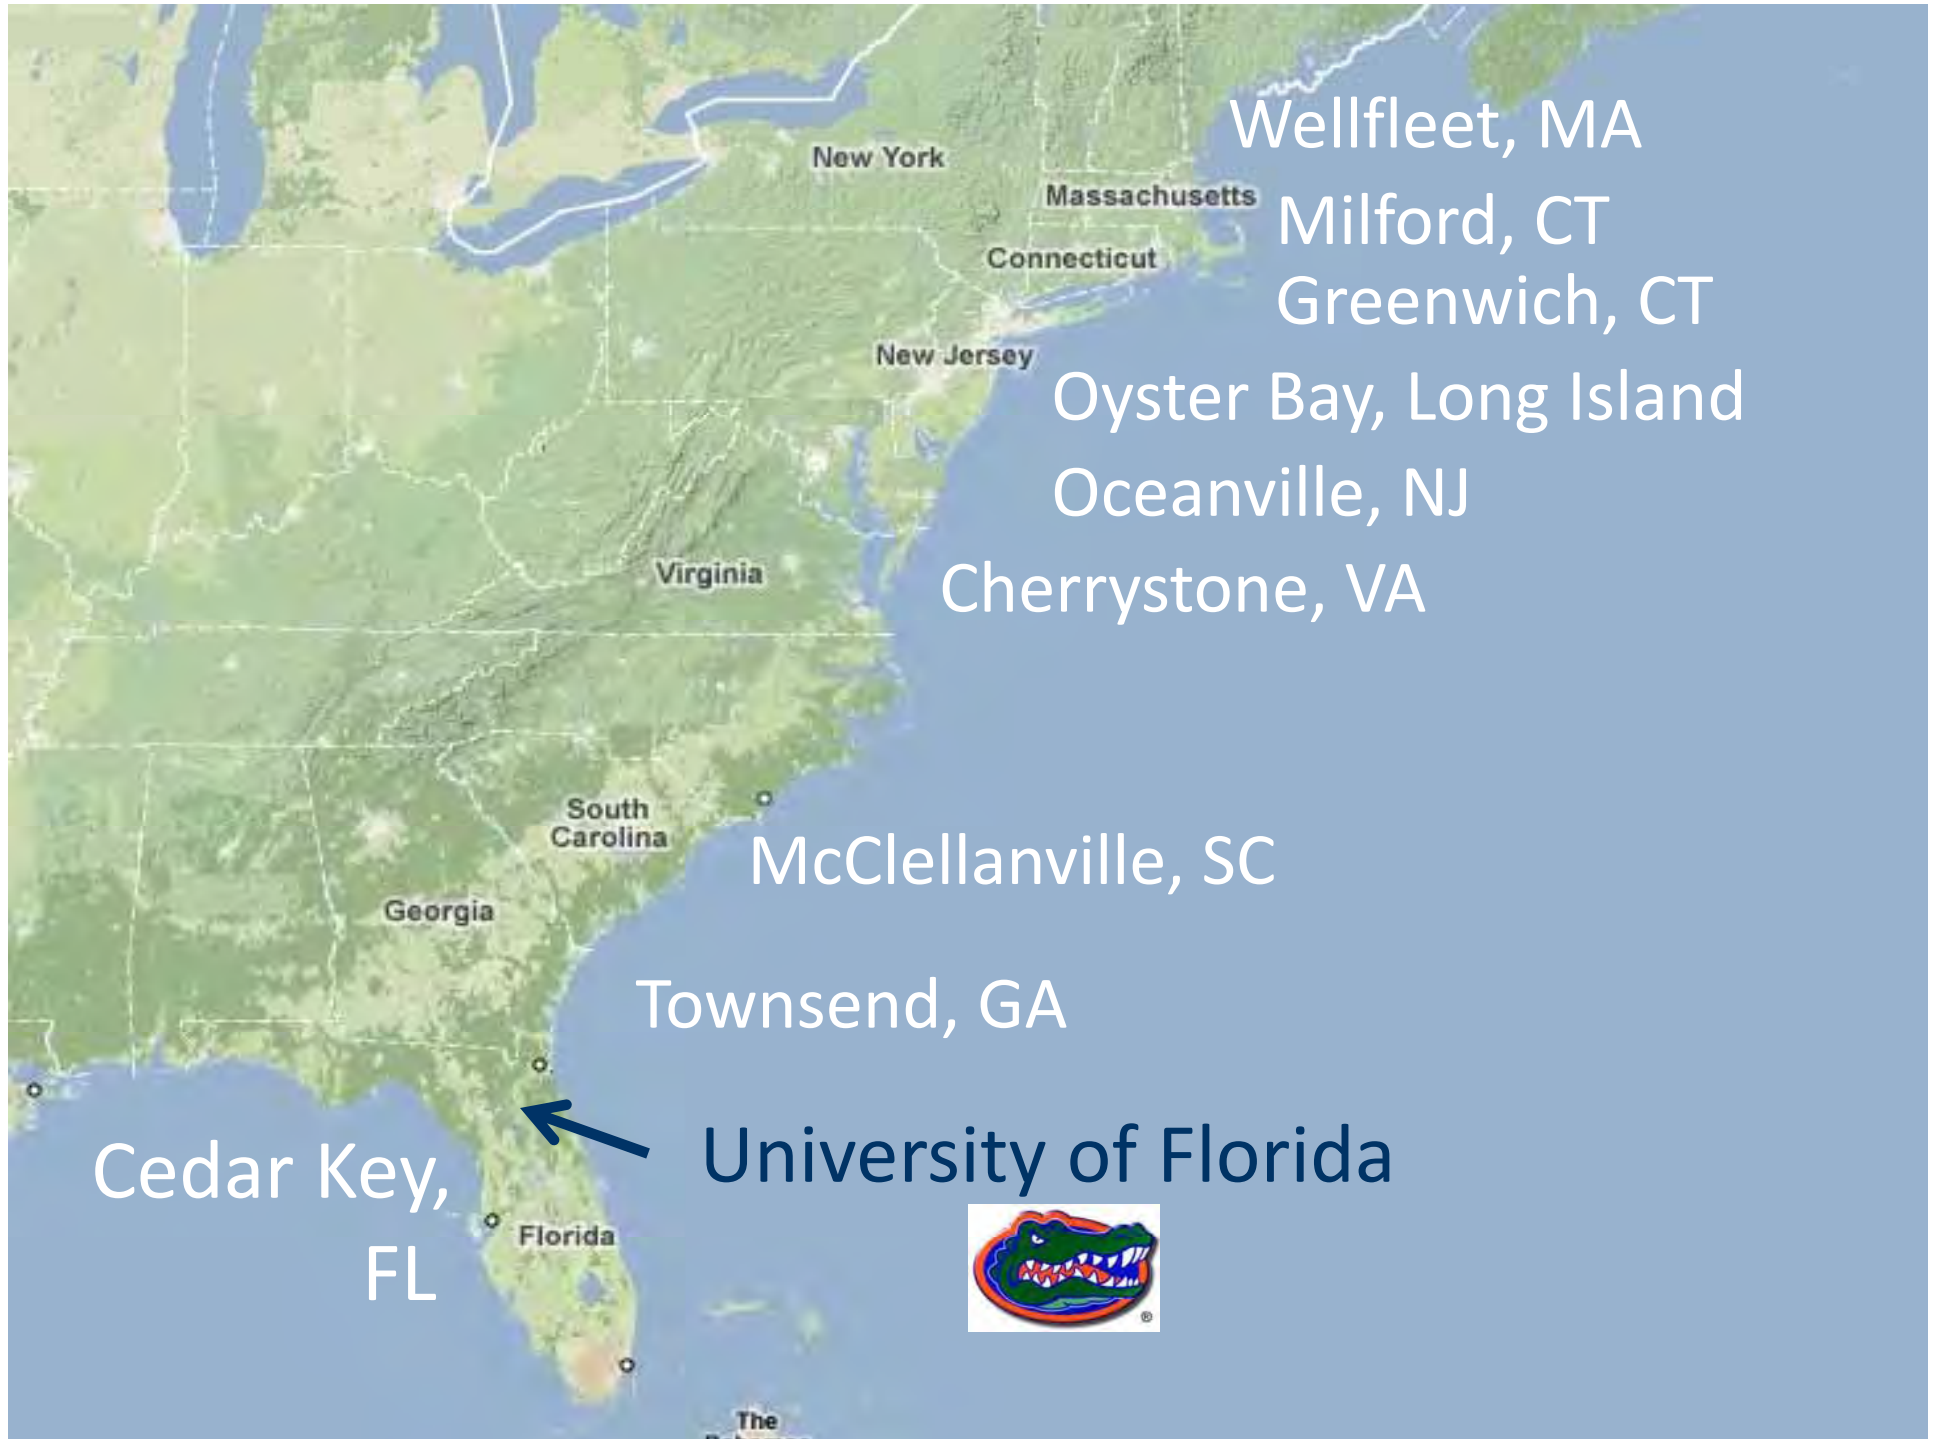 Wellfleet, MA
New York
Massachusetts
Milford, CT
Connecticut
Greenwich, CT
New Jersey
Oyster Bay, Long Island
Oceanville, NJ
Virginia
Cherrystone, VA
South
Carolina
McClellanville, SC
Georgia
Townsend, GA
University of Florida
Cedar Key,
FL
Florida
®
The